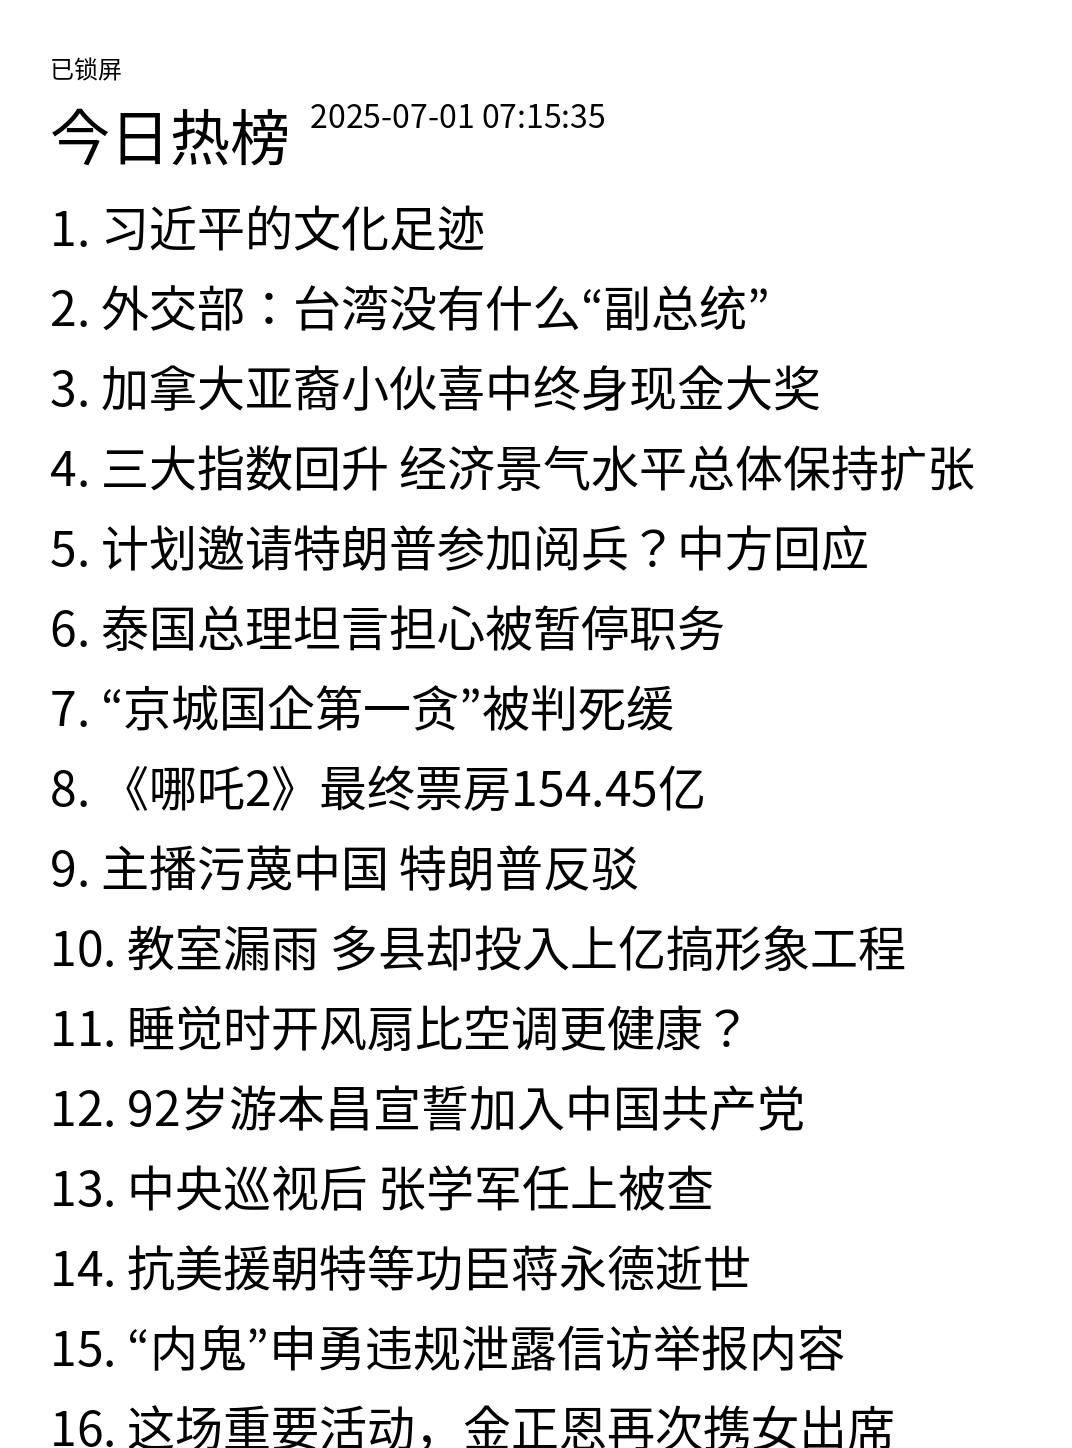 已锁屏
今日热榜 2025-07-01 07:15:35
1. 习近平的文化足迹
2. 外交部：台湾没有什么“副总统”
3. 加拿大亚裔小伙喜中终身现金大奖
4. 三大指数回升 经济景气水平总体保持扩张
5. 计划邀请特朗普参加阅兵？中方回应
6. 泰国总理坦言担心被暂停职务
7. “京城国企第一贪”被判死缓
8. 《哪吒2》最终票房154.45亿
9. 主播污蔑中国 特朗普反驳
10. 教室漏雨 多县却投入上亿搞形象工程
11. 睡觉时开风扇比空调更健康？
12. 92岁游本昌宣誓加入中国共产党
13. 中央巡视后 张学军任上被查
14. 抗美援朝特等功臣蒋永德逝世
15. “内鬼”申勇违规泄露信访举报内容
16. 这场重要活动，金正恩再次携女出席